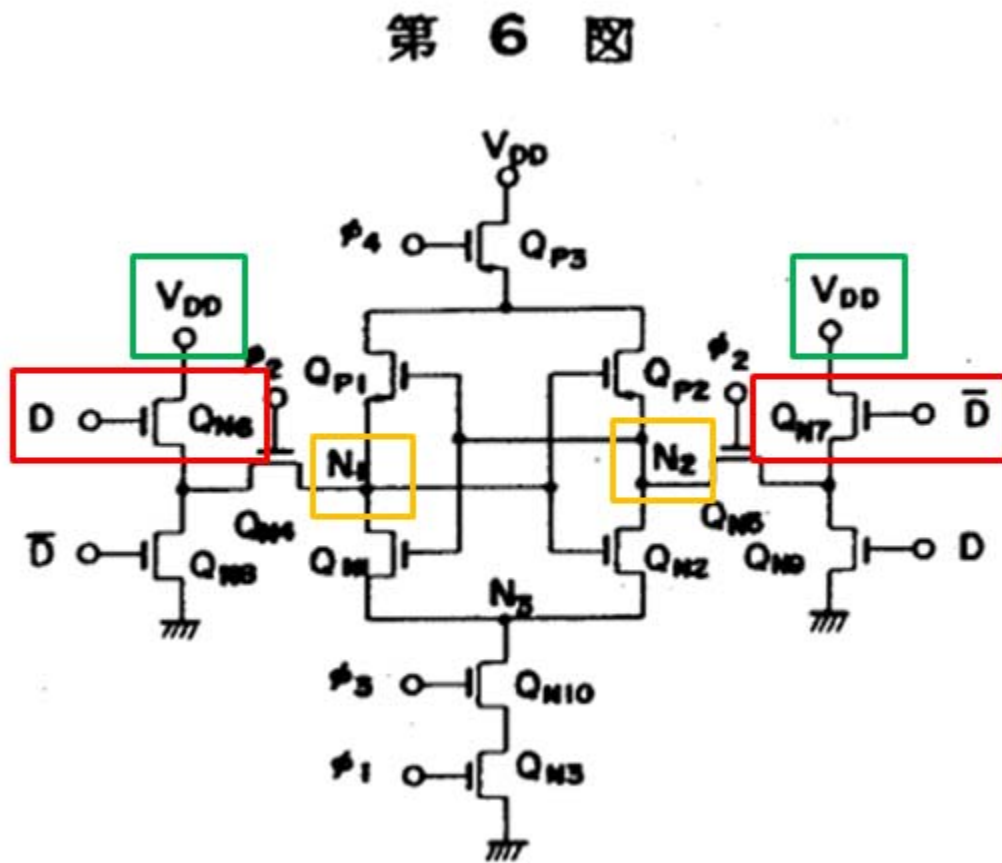 第 6 図
VDD
φ4 QP3
VDD VDD
φ2 QP1 QP2 φ2
D QN6 QN7 D̅
N1 N2
QN4 QN5
D̅ QN8 QN1 QN2 QN9 D
N3
φ3 QN10
φ1 QN3